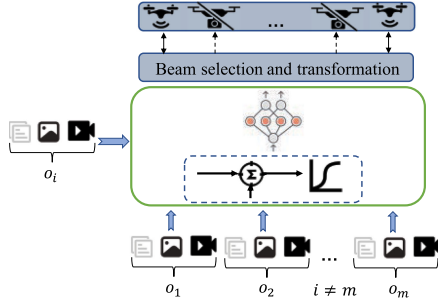 ...
Beam selection and transformation
Σ
o_i
...
i ≠ m
o_1
o_2
o_m